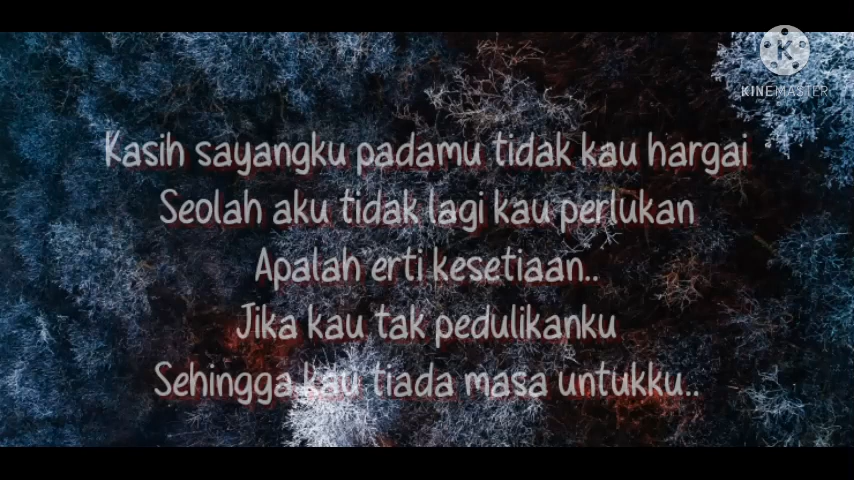 KINEMASTER
Kasih sayangku padamu tidak kau hargai
Seolah aku tidak lagi kau perlukan
Apalah erti kesetiaan..
Jika kau tak pedulikanku
Sehingga kau tiada masa untukku..